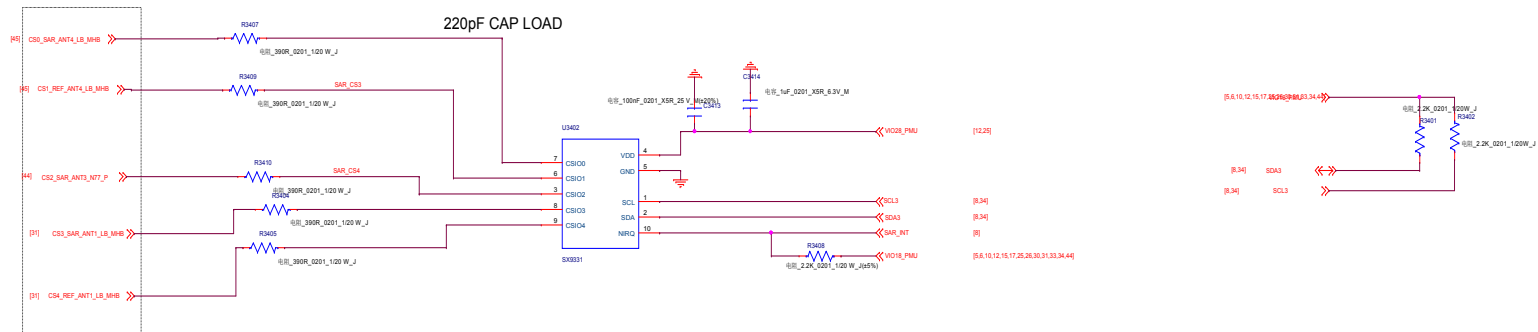 220pF CAP LOAD
[45] CS0_SAR_ANT4_LB_MHB
R3407
电阻_390R_0201_1/20 W_J
CS1_REF_ANT4_LB_MHB
R3409
SAR_CS3
电阻_390R_0201_1/20 W_J
[44] CS2_SAR_ANT3_N77_P
R3410
SAR_CS4
电阻_390R_0201_1/20 W_J
R3404
电阻_390R_0201_1/20 W_J
[31] CS3_SAR_ANT1_LB_MHB
R3405
电阻_390R_0201_1/20 W_J
[31] CS4_REF_ANT1_LB_MHB
C3414
电容_1uF_0201_X5R_6.3V_M
电容_100nF_0201_X5R_25 V_M(±20%)
C3413
U3402
7 CSIO0
6 CSIO1
3 CSIO2
8 CSIO3
9 CSIO4
VDD 4
GND 5
SCL 1
SDA 2
NIRQ 10
SX9331
VIO28_PMU [12,25]
SCL3 [8,34]
SDA3 [8,34]
SAR_INT [8]
R3408
VIO18_PMU [5,6,10,12,15,17,25,26,30,31,33,34,44]
电阻_2.2K_0201_1/20 W_J(±5%)
电阻_2.2K_0201_1/20W_J
R3401
R3402
电阻_2.2K_0201_1/20W_J
[8,34] SDA3
[8,34] SCL3